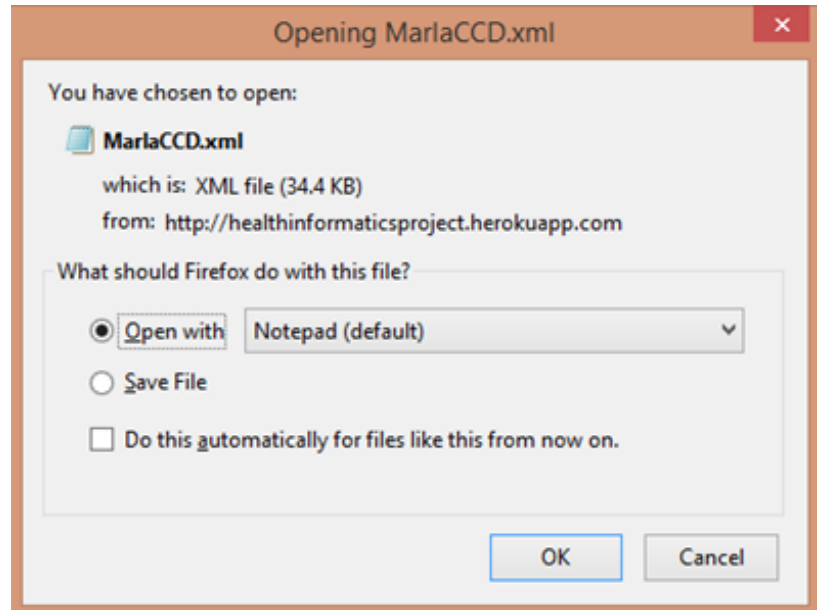 Opening MarlaCCD.xml
You have chosen to open:
MarlaCCD.xml
which is: XML file (34.4 KB)
from: http://healthinformaticsproject.herokuapp.com
What should Firefox do with this file?
Open with Notepad (default)
Save File
Do this automatically for files like this from now on.
OK Cancel